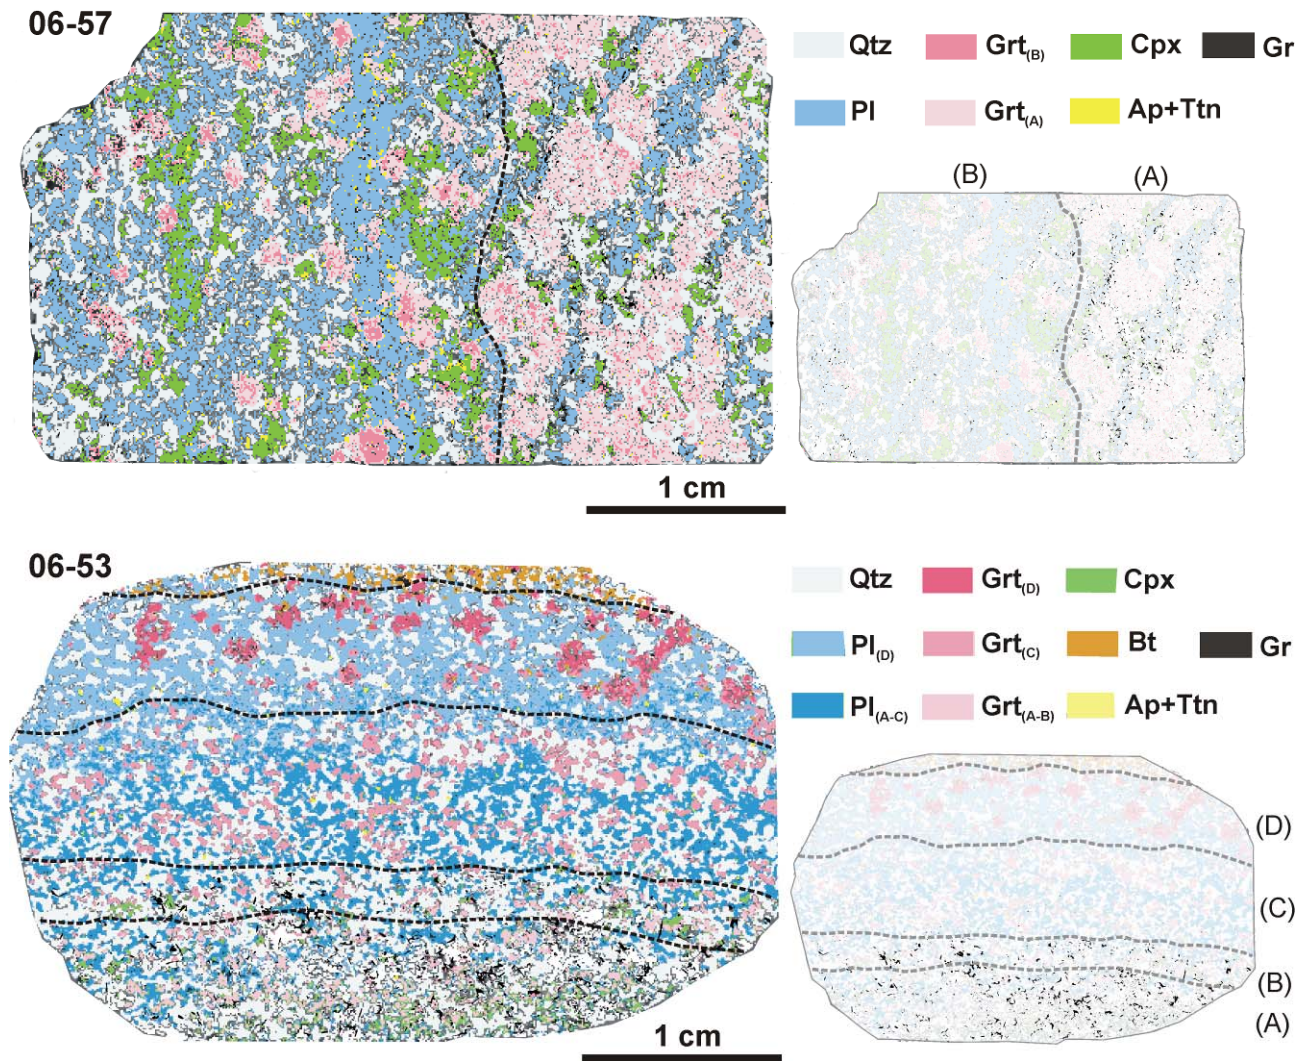 06-57
Qtz Grt(B) Cpx Gr
Pl Grt(A) Ap+Ttn
(B) (A)
1 cm
06-53
Qtz Grt(D) Cpx
Pl(D) Grt(C) Bt Gr
Pl(A-C) Grt(A-B) Ap+Ttn
(D)
(C)
(B)
(A)
1 cm